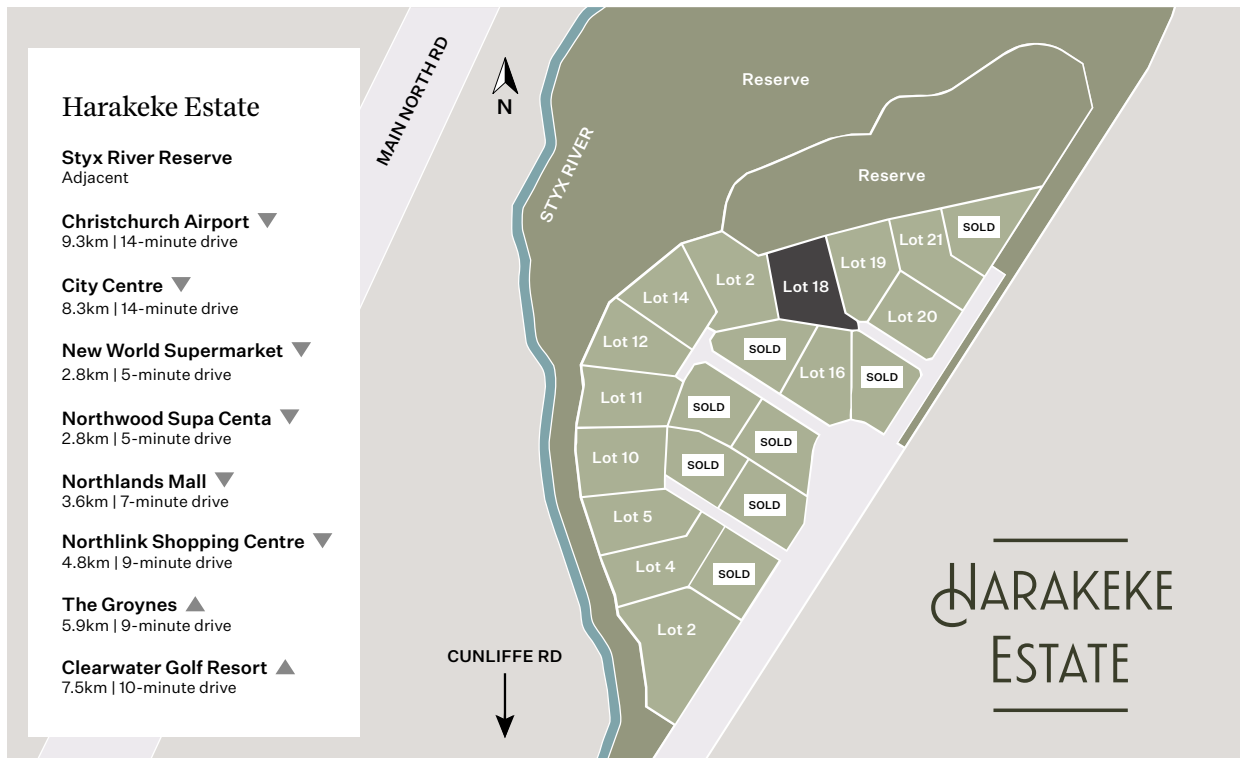 Harakeke Estate
Styx River Reserve
Adjacent
Christchurch Airport
9.3km | 14-minute drive
City Centre
8.3km | 14-minute drive
New World Supermarket
2.8km | 5-minute drive
Northwood Supa Centa
2.8km | 5-minute drive
Northlands Mall
3.6km | 7-minute drive
Northlink Shopping Centre
4.8km | 9-minute drive
The Groynes
5.9km | 9-minute drive
Clearwater Golf Resort
7.5km | 10-minute drive
MAIN NORTH RD
N
STYX RIVER
Reserve
Reserve
SOLD
Lot 21
Lot 19
Lot 2
Lot 18
Lot 14
Lot 20
Lot 12
SOLD
Lot 16
SOLD
Lot 11
SOLD
SOLD
Lot 10
SOLD
SOLD
Lot 5
Lot 4
SOLD
Lot 2
CUNLIFFE RD
HARAKEKE
ESTATE